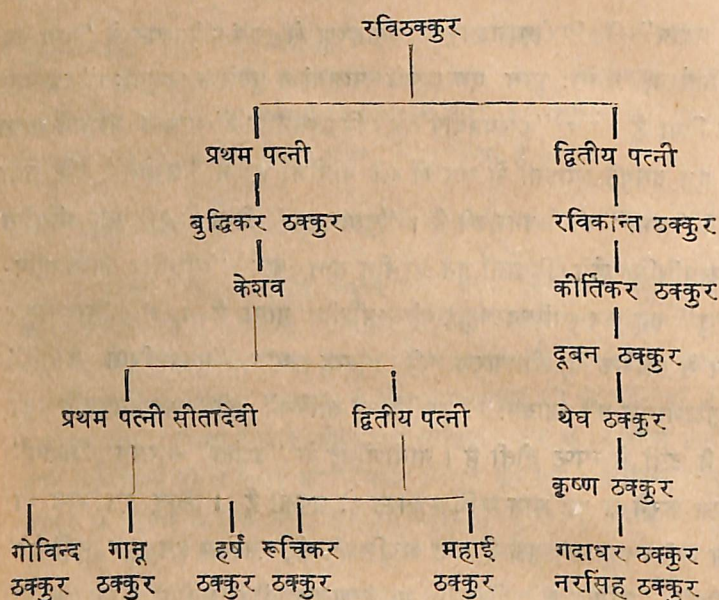 रविठक्कुर
प्रथम पत्नी द्वितीय पत्नी
बुद्धिकर ठक्कुर रविकान्त ठक्कुर
केशव कीर्तिकर ठक्कुर
दूबन ठक्कुर
प्रथम पत्नी सीतादेवी द्वितीय पत्नी थेघ ठक्कुर
कृष्ण ठक्कुर
गोविन्द गानू हर्ष रूचिकर महाई गदाधर ठक्कुर
ठक्कुर ठक्कुर ठक्कुर ठक्कुर ठक्कुर नरसिंह ठक्कुर